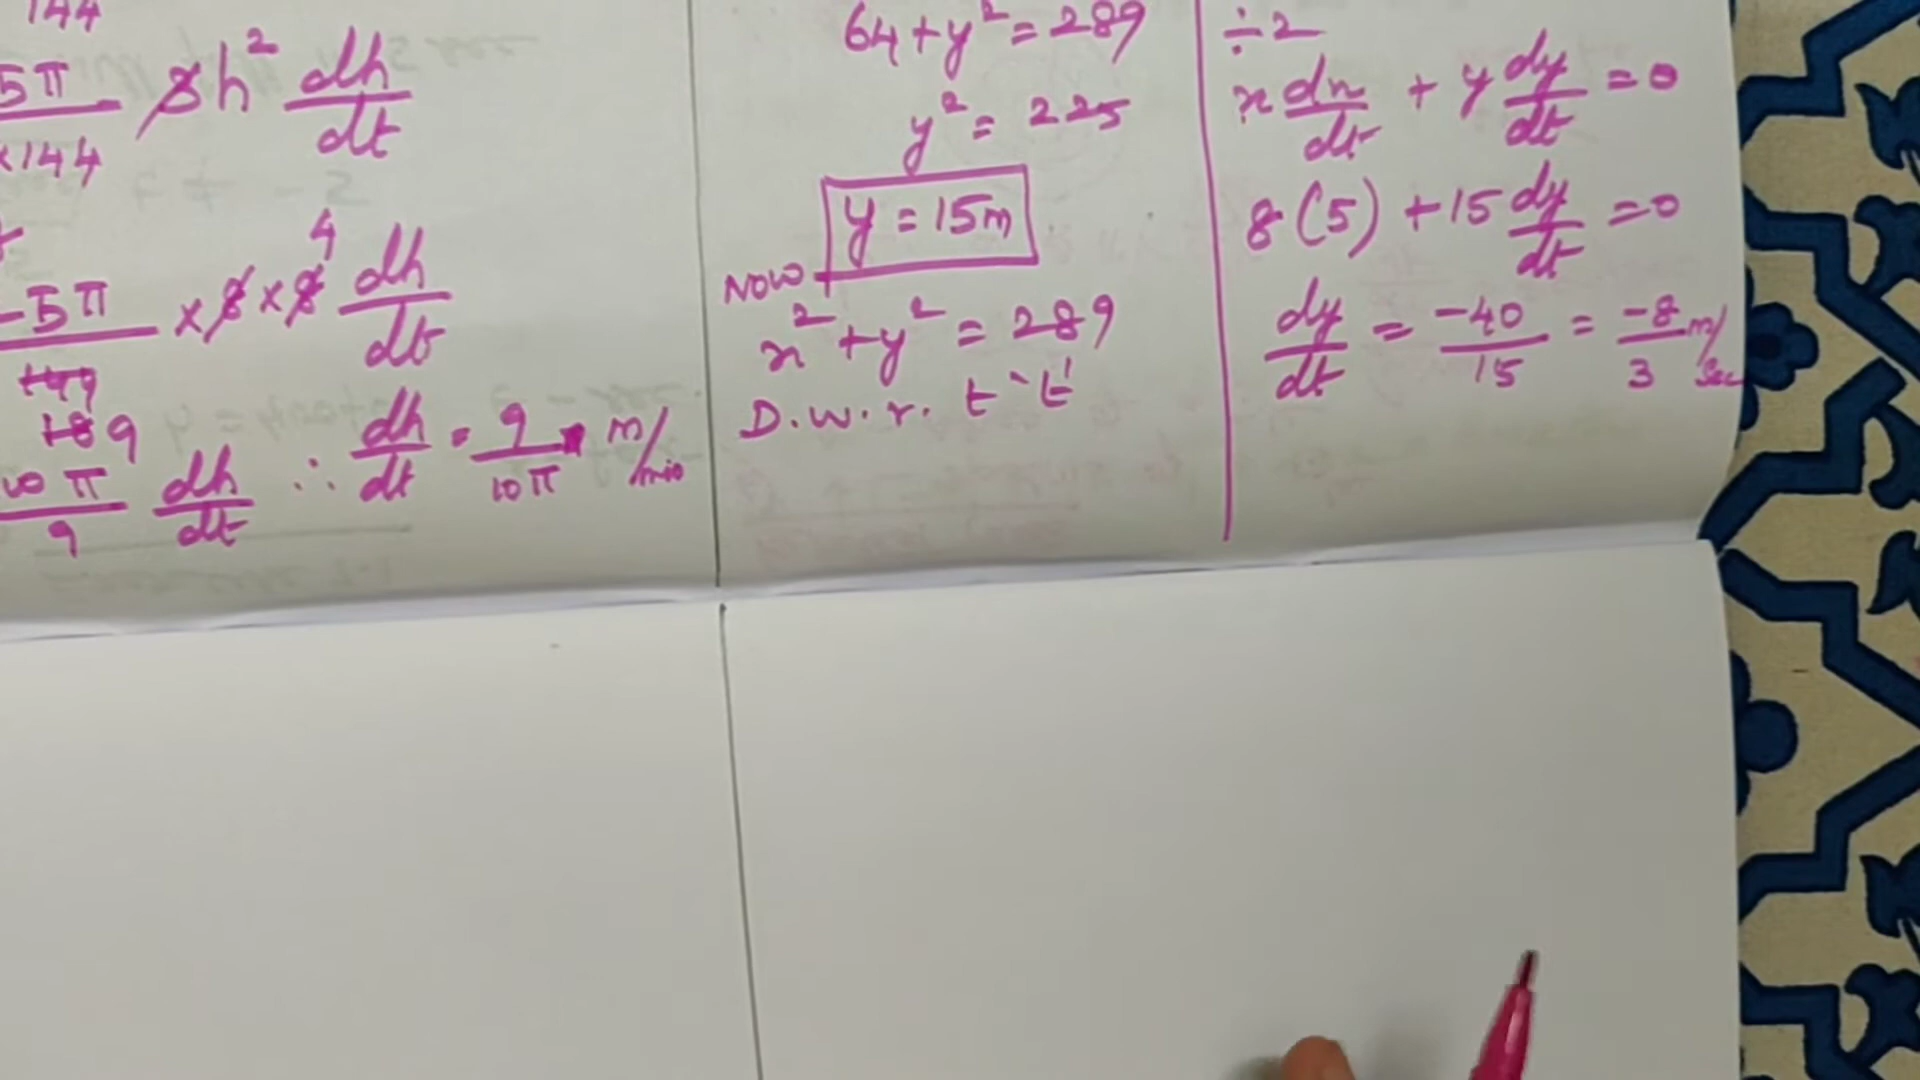 144
5π h² dh
×144 dt
-5π ×8×8 4 dh
144 dt
18 9
10π dh ∴ dh = 9 m/min
9 dt dt 10π
64+y² = 289
y² = 225
y = 15m
NOW
x² + y² = 289
D.w.r. t 't'
÷2
x dx + y dy = 0
dt dt
8(5) + 15 dy = 0
dt
dy = -40 = -8 m/sec
dt 15 3